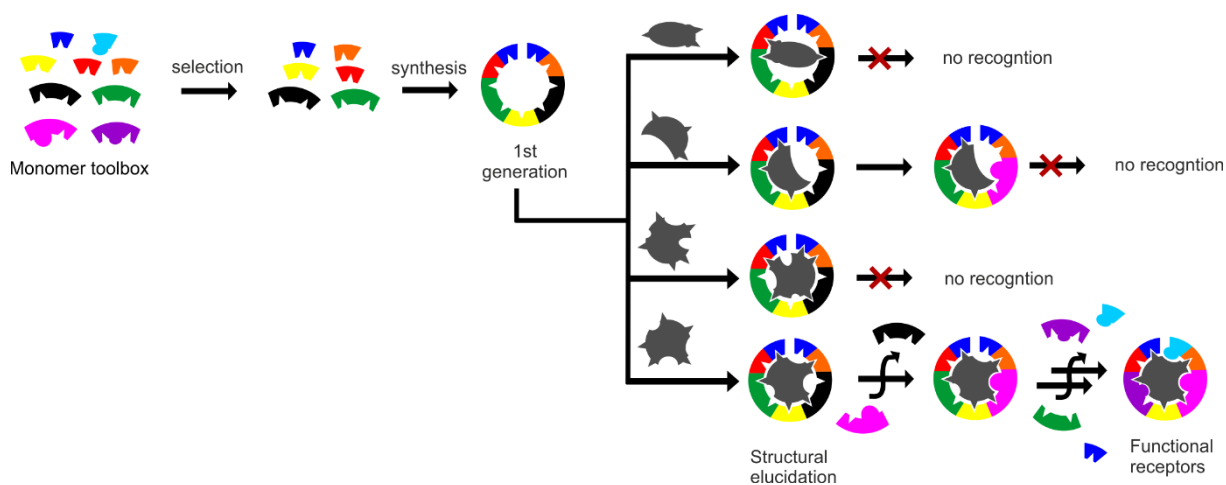 selection
synthesis
Monomer toolbox
1st
generation
no recogntion
no recogntion
no recogntion
Structural
elucidation
Functional
receptors